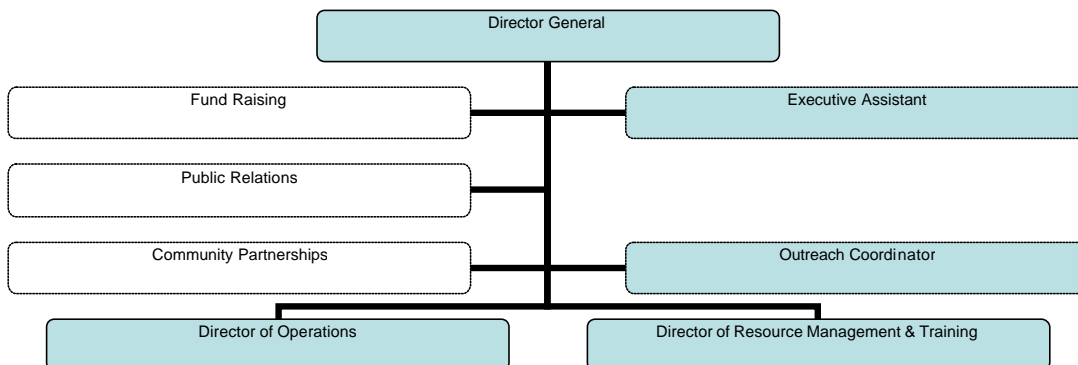 Director General
Fund Raising
Executive Assistant
Public Relations
Community Partnerships
Outreach Coordinator
Director of Operations
Director of Resource Management & Training